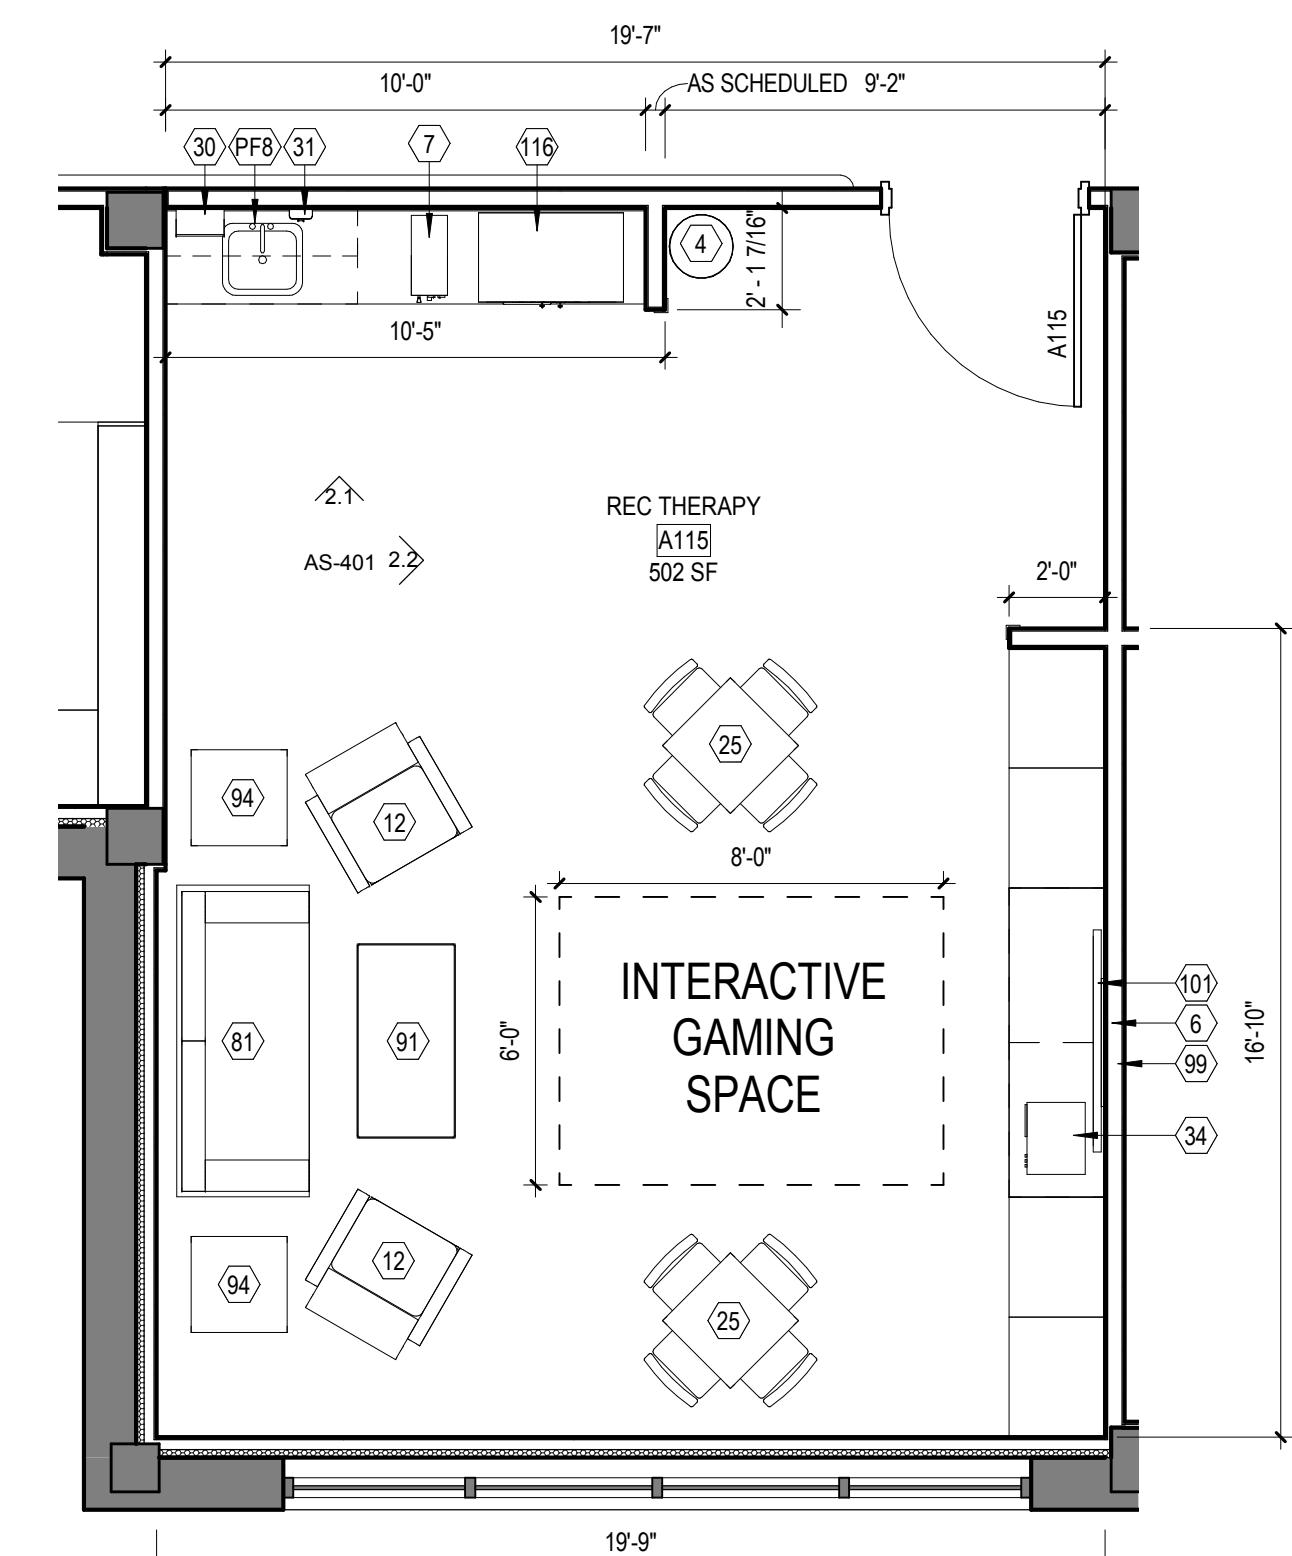 19'-7"
10'-0"
AS SCHEDULED 9'-2"
30
PF8
31
7
116
4
2' - 1 7/16"
10'-5"
A115
2.1
AS-401
2.2
REC THERAPY
A115
502 SF
2'-0"
25
94
12
8'-0"
INTERACTIVE
GAMING
SPACE
6'-0"
81
91
101
6
99
34
16'-10"
94
12
25
19'-9"